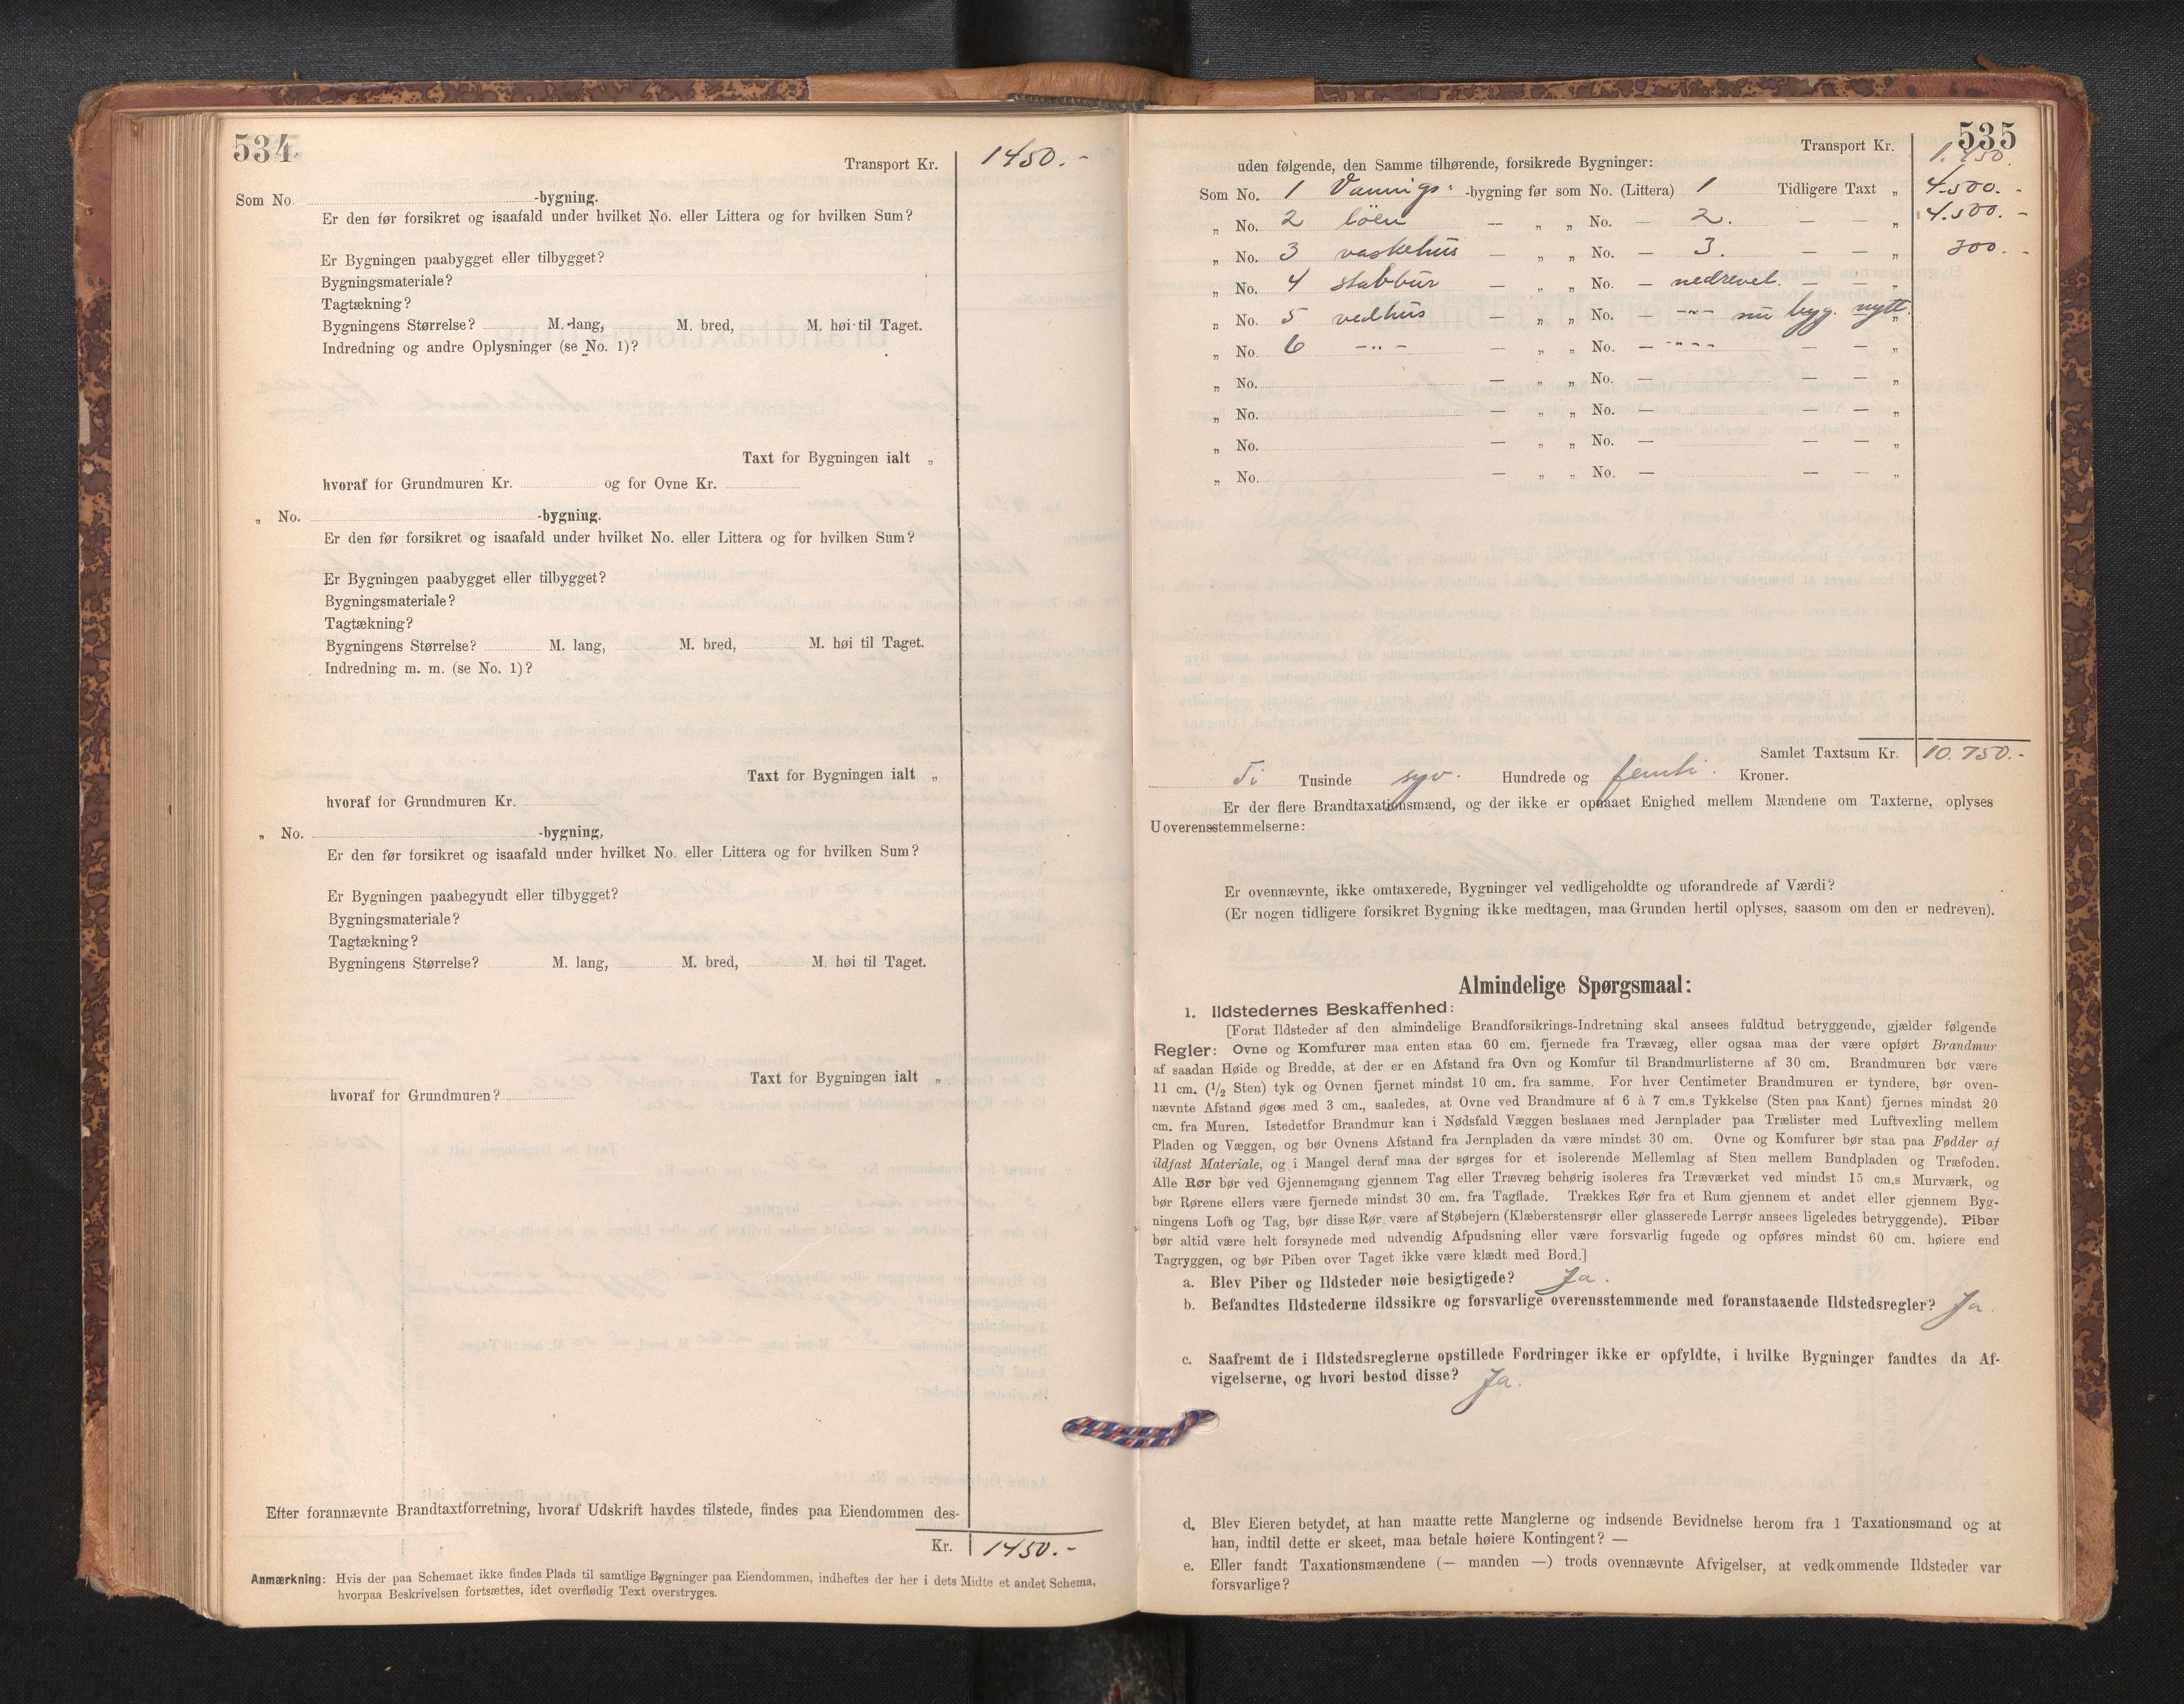 534
Transport Kr. 1450.-
Som No. -bygning.
Er den før forsikret og isaafald under hvilket No. eller Littera og for hvilken Sum?
Er Bygningen paabygget eller tilbygget?
Bygningsmateriale?
Tagtækning?
Bygningens Størrelse? M. lang, M. bred, M. høi til Taget.
Indredning og andre Oplysninger (se No. 1)?
Taxt for Bygningen ialt „
hvoraf for Grundmuren Kr. og for Ovne Kr.
„ No. -bygning.
Er den før forsikret og isaafald under hvilket No. eller Littera og for hvilken Sum?
Er Bygningen paabygget eller tilbygget?
Bygningsmateriale?
Tagtækning?
Bygningens Størrelse? M. lang, M. bred, M. høi til Taget.
Indredning m. m. (se No. 1)?
Taxt for Bygningen ialt „
hvoraf for Grundmuren Kr.
„ No. -bygning,
Er den før forsikret og isaafald under hvilket No. eller Littera og for hvilken Sum?
Er Bygningen paabegyndt eller tilbygget?
Bygningsmateriale?
Tagtækning?
Bygningens Størrelse? M. lang, M. bred, M. høi til Taget.
Taxt for Bygningen ialt „
hvoraf for Grundmuren?
Efter forannævnte Brandtaxtforretning, hvoraf Udskrift havdes tilstede, findes paa Eiendommen des-
Kr. 1450.-
Anmærkning: Hvis der paa Schemaet ikke findes Plads til samtlige Bygninger paa Eiendommen, indheftes der her i dets Midte et andet Schema,
hvorpaa Beskrivelsen fortsættes, idet overflødig Text overstryges.
535
Transport Kr. 1.450.
uden følgende, den Samme tilhørende, forsikrede Bygninger:
Som No. 1 Vaanings- -bygning før som No. (Littera) 1 Tidligere Taxt „ 4.500.-
„ No. 2 löen — „ „ No. — 2. — — „ 4.500.-
„ No. 3 vaskehus — „ „ No. — 3. — — „ 300.-
„ No. 4 stabbur — „ „ No. — nedrevet. — — „
„ No. 5 vedhus — „ „ No. — -"- nu byg. nytt. „
„ No. 6 -"- — „ „ No. — -"- — — „
„ No. — „ „ No. — — — „
„ No. — „ „ No. — — — „
„ No. — „ „ No. — — — „
„ No. — „ „ No. — — — „
Samlet Taxtsum Kr. 10.750.-
Ti Tusinde syv. Hundrede og femti. Kroner.
Er der flere Brandtaxationsmænd, og der ikke er opnaaet Enighed mellem Mændene om Taxterne, oplyses
Uoverensstemmelserne:
Er ovennævnte, ikke omtaxerede, Bygninger vel vedligeholdte og uforandrede af Værdi?
(Er nogen tidligere forsikret Bygning ikke medtagen, maa Grunden hertil oplyses, saasom om den er nedreven).
Almindelige Spørgsmaal:
1. Ildstedernes Beskaffenhed:
[Forat Ildsteder af den almindelige Brandforsikrings-Indretning skal ansees fuldtud betryggende, gjælder følgende
Regler: Ovne og Komfurer maa enten staa 60 cm. fjernede fra Trævæg, eller ogsaa maa der være opført Brandmur
af saadan Høide og Bredde, at der er en Afstand fra Ovn og Komfur til Brandmurlisterne af 30 cm. Brandmuren bør være
11 cm. (1/2 Sten) tyk og Ovnen fjernet mindst 10 cm. fra samme. For hver Centimeter Brandmuren er tyndere, bør oven-
nævnte Afstand øges med 3 cm., saaledes, at Ovne ved Brandmure af 6 à 7 cm.s Tykkelse (Sten paa Kant) fjernes mindst 20
cm. fra Muren. Istedetfor Brandmur kan i Nødsfald Væggen beslaaes med Jernplader paa Trælister med Luftvexling mellem
Pladen og Væggen, og bør Ovnens Afstand fra Jernpladen da være mindst 30 cm. Ovne og Komfurer bør staa paa Fødder af
ildfast Materiale, og i Mangel deraf maa der sørges for et isolerende Mellemlag af Sten mellem Bundpladen og Træfoden.
Alle Rør bør ved Gjennemgang gjennem Tag eller Trævæg behørig isoleres fra Træværket ved mindst 15 cm.s Murværk, og
bør Rørene ellers være fjernede mindst 30 cm. fra Tagflade. Trækkes Rør fra et Rum gjennem et andet eller gjennem Byg-
ningens Loft og Tag, bør disse Rør være af Støbejern (Klæberstensrør eller glasserede Lerrør ansees ligeledes betryggende). Piber
bør altid være helt forsynede med udvendig Afpudsning eller være forsvarlig fugede og opføres mindst 60 cm. høiere end
Tagryggen, og bør Piben over Taget ikke være klædt med Bord.]
a. Blev Piber og Ildsteder nøie besigtigede? Ja.
b. Befandtes Ildstederne ildssikre og forsvarlige overensstemmende med foranstaaende Ildstedsregler? Ja.
c. Saafremt de i Ildstedsreglerne opstillede Fordringer ikke er opfyldte, i hvilke Bygninger fandtes da Af-
vigelserne, og hvori bestod disse? Ja.
d. Blev Eieren betydet, at han maatte rette Manglerne og indsende Bevidnelse herom fra 1 Taxationsmand og at
han, indtil dette er skeet, maa betale høiere Kontingent? —
e. Eller fandt Taxationsmændene (— manden —) trods ovennævnte Afvigelser, at vedkommende Ildsteder var
forsvarlige?